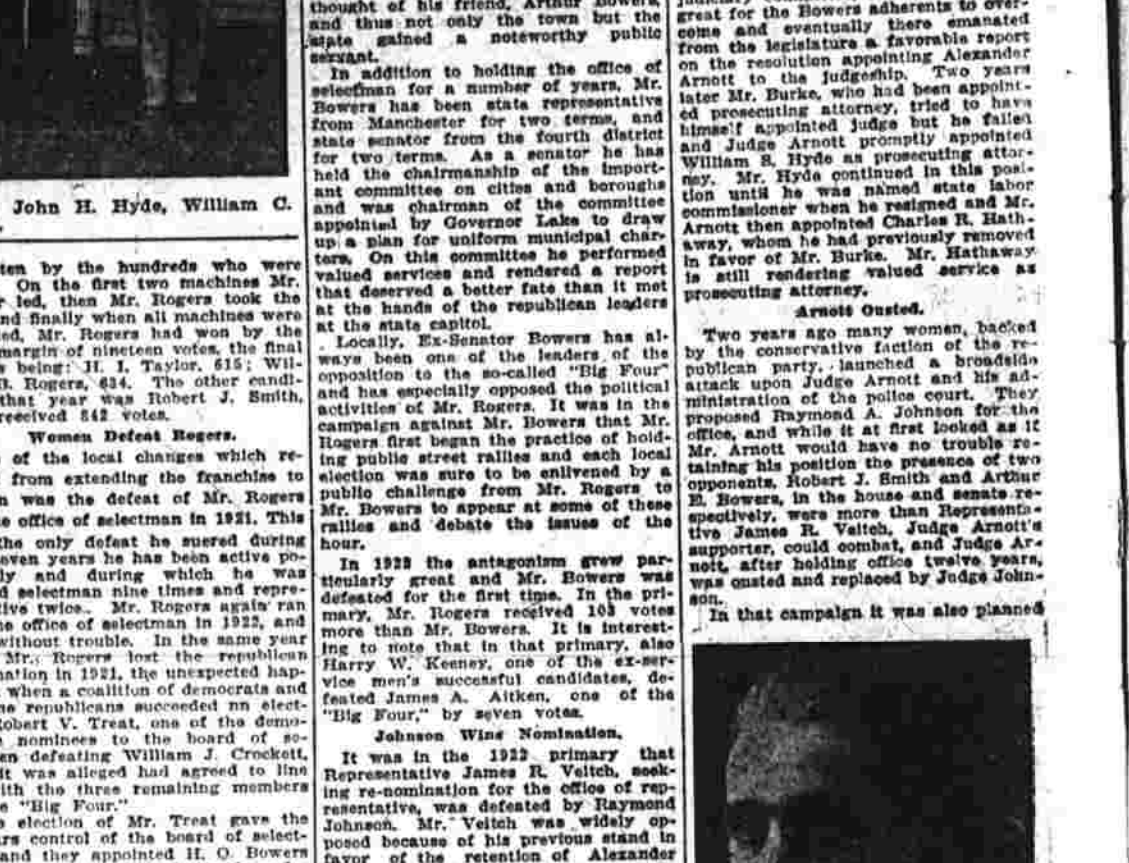 John H. Hyde, William C.
ten by the hundreds who were
On the first two machines Mr.
r led, then Mr. Rogers took the
nd finally when all machines were
ed, Mr. Rogers had won by the
margin of nineteen votes, the final
s being: H. I. Taylor, 615; Wil-
B. Rogers, 634. The other candi-
that year was Robert J. Smith,
received 842 votes.
Women Defeat Rogers.
of the local changes which re-
from extending the franchise to
n was the defeat of Mr. Rogers
e office of selectman in 1921. This
the only defeat he suered during
even years he has been active po-
ly and during which he was
d selectman nine times and repre-
tive twice. Mr. Rogers again ran
e office of selectman in 1922, and
without trouble. In the same year
Mr. Rogers lost the republican
nation in 1921, the unexpected hap-
when a coalition of democrats and
e republicans succeeded nn elect-
obert V. Treat, one of the demo-
nominees to the board of se-
en defeating William J. Crockett,
it was alleged had agreed to line
ith the three remaining members
e "Big Four."
e election of Mr. Treat gave the
rs control of the board of select-
and they appointed H. O. Bowers
thought of his friend, Arthur Bowers,
and thus not only the town but the
state gained a noteworthy public
servant.
In addition to holding the office of
selectman for a number of years, Mr.
Bowers has been state representative
from Manchester for two terms, and
state senator from the fourth district
for two terms. As a senator he has
held the chairmanship of the import-
ant committee on cities and boroughs
and was chairman of the committee
appointed by Governor Lake to draw
up a plan for uniform municipal char-
ters. On this committee he performed
valued services and rendered a report
that deserved a better fate than it met
at the hands of the republican leaders
at the state capitol.
Locally, Ex-Senator Bowers has al-
ways been one of the leaders of the
opposition to the so-called "Big Four"
and has especially opposed the political
activities of Mr. Rogers. It was in the
campaign against Mr. Bowers that Mr.
Rogers first began the practice of hold-
ing public street rallies and each local
election was sure to be enlivened by a
public challenge from Mr. Rogers to
Mr. Bowers to appear at some of these
rallies and debate the issues of the
hour.
In 1922 the antagonism grew par-
ticularly great and Mr. Bowers was
defeated for the first time. In the pri-
mary, Mr. Rogers received 103 votes
more than Mr. Bowers. It is interest-
ing to note that in that primary, also
Harry W. Keeney, one of the ex-ser-
vice men's successful candidates, de-
feated James A. Aitken, one of the
"Big Four," by seven votes.
Johnson Wins Nomination.
It was in the 1922 primary that
Representative James R. Veitch, seek-
ing re-nomination for the office of rep-
resentative, was defeated by Raymond
Johnson. Mr. Veitch was widely op-
posed because of his previous stand in
favor of the retention of Alexander
great for the Bowers adherents to over-
come and eventually there emanated
from the legislature a favorable report
on the resolution appointing Alexander
Arnott to the judgeship. Two years
later Mr. Burke, who had been appoint-
ed prosecuting attorney, tried to have
himself appointed judge but he failed
and Judge Arnott promptly appointed
William S. Hyde as prosecuting attor-
ney. Mr. Hyde continued in this posi-
tion until he was named state labor
commissioner when he resigned and Mr.
Arnott then appointed Charles R. Hath-
away, whom he had previously removed
in favor of Mr. Burke. Mr. Hathaway
is still rendering valued service as
prosecuting attorney.
Arnott Ousted.
Two years ago many women, backed
by the conservative faction of the re-
publican party, launched a broadside
attack upon Judge Arnott and his ad-
ministration of the police court. They
proposed Raymond A. Johnson for the
office, and while it at first looked as if
Mr. Arnott would have no trouble re-
taining his position the presence of two
opponents, Robert J. Smith and Arthur
E. Bowers, in the house and senate re-
spectively, were more than Representa-
tive James R. Veitch, Judge Arnott's
supporter, could combat, and Judge Ar-
nott, after holding office twelve years,
was ousted and replaced by Judge John-
son.
In that campaign it was also planned